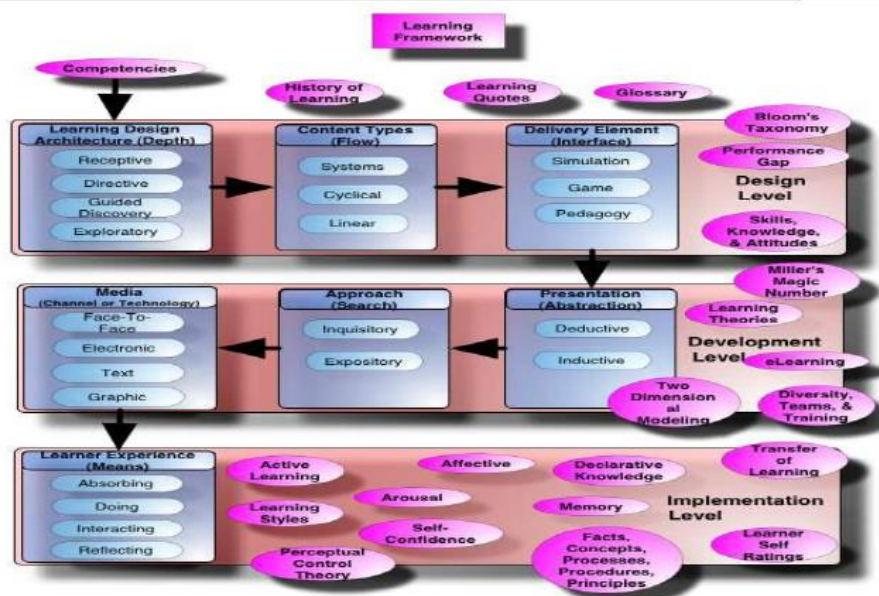 Learning
Framework
Competencies
History of
Learning
Learning
Quotes
Glossary
Learning Design
Architecture (Depth)
Receptive
Directive
Guided
Discovery
Exploratory
Content Types
(Flow)
Systems
Cyclical
Linear
Delivery Element
(Interface)
Simulation
Game
Pedagogy
Bloom's
Taxonomy
Performance
Gap
Design
Level
Skills,
Knowledge,
& Attitudes
Media
(Channel or Technology)
Face-To-
Face
Electronic
Text
Graphic
Approach
(Search)
Inquisitory
Expository
Presentation
(Abstraction)
Deductive
Inductive
Miller's
Magic
Number
Learning
Theories
Development
Level
eLearning
Two
Dimension
al
Modeling
Diversity,
Teams, &
Training
Learner Experience
(Means)
Absorbing
Doing
Interacting
Reflecting
Active
Learning
Affective
Declarative
Knowledge
Transfer
of
Learning
Learning
Styles
Arousal
Memory
Implementation
Level
Self-
Confidence
Perceptual
Control
Theory
Facts,
Concepts,
Processes,
Procedures,
Principles
Learner
Self
Ratings